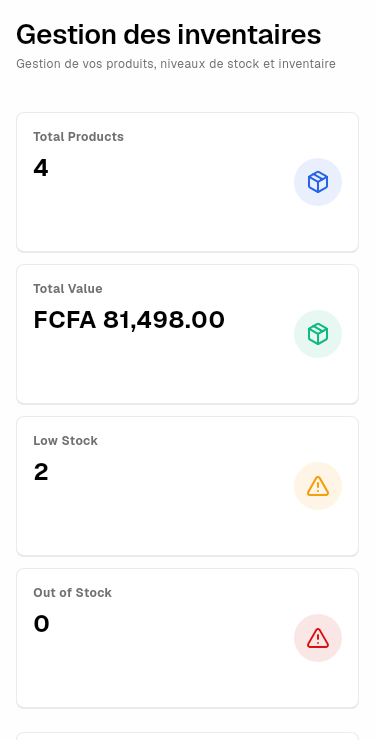 Gestion des inventaires
Gestion de vos produits, niveaux de stock et inventaire
Total Products
4
Total Value
FCFA 81,498.00
Low Stock
2
Out of Stock
0